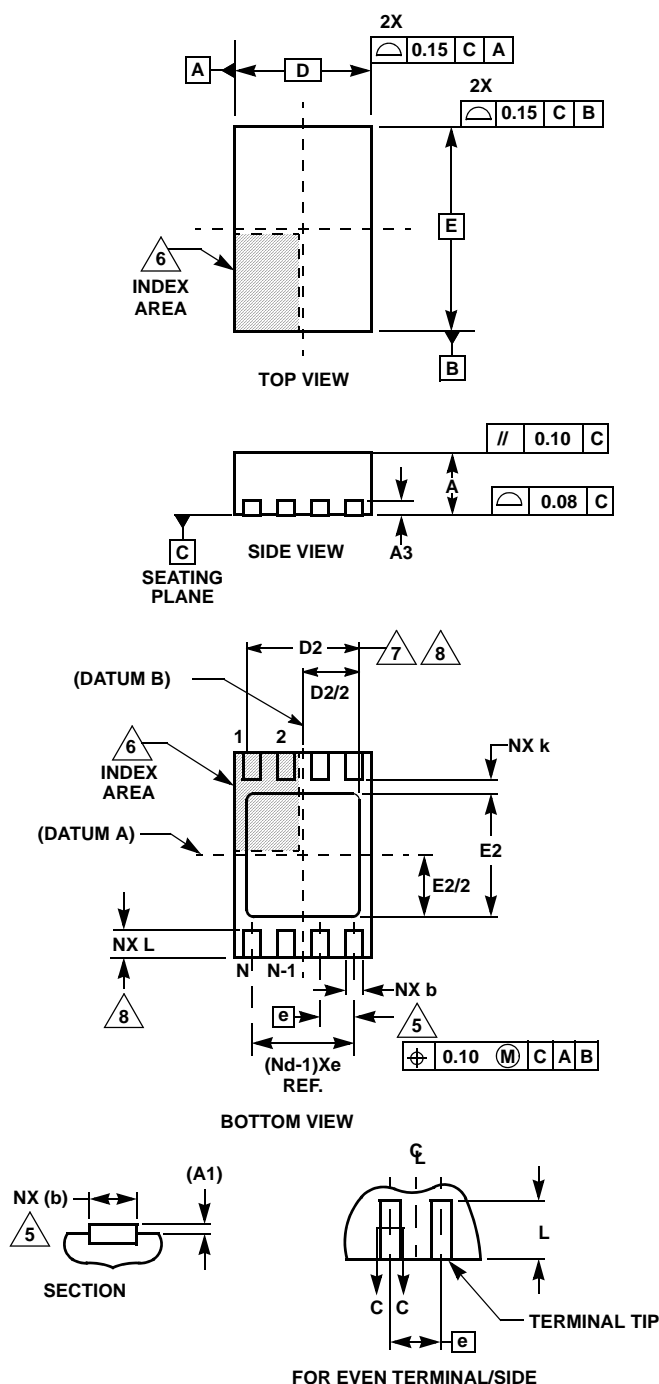 2X
⌓ 0.15 C A
A D
2X
⌓ 0.15 C B
E
6
INDEX
AREA
B
TOP VIEW
// 0.10 C
A
⌓ 0.08 C
C
SIDE VIEW
A3
SEATING
PLANE
D2
7 8
(DATUM B)
D2/2
1 2
NX k
6
INDEX
AREA
(DATUM A)
E2
E2/2
NX L
N N-1
NX b
8
e
5
(Nd-1)Xe
REF.
⌖ 0.10 Ⓜ C A B
BOTTOM VIEW
(A1)
NX (b)
5
SECTION
℄
L
C C
TERMINAL TIP
e
FOR EVEN TERMINAL/SIDE